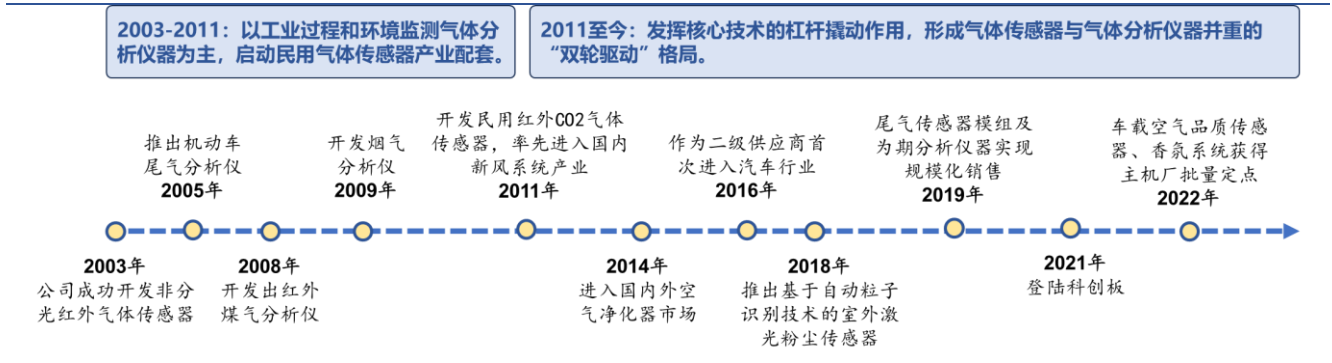 2003-2011：以工业过程和环境监测气体分
析仪器为主，启动民用气体传感器产业配套。
2011至今：发挥核心技术的杠杆撬动作用，形成气体传感器与气体分析仪器并重的
“双轮驱动”格局。
推出机动车
尾气分析仪
2005年
开发烟气
分析仪
2009年
开发民用红外CO2气体
传感器，率先进入国内
新风系统产业
2011年
作为二级供应商首
次进入汽车行业
2016年
尾气传感器模组及
为期分析仪器实现
规模化销售
2019年
车载空气品质传感
器、香氛系统获得
主机厂批量定点
2022年
2003年
公司成功开发非分
光红外气体传感器
2008年
开发出红外
煤气分析仪
2014年
进入国内外空
气净化器市场
2018年
推出基于自动粒子
识别技术的室外激
光粉尘传感器
2021年
登陆科创板